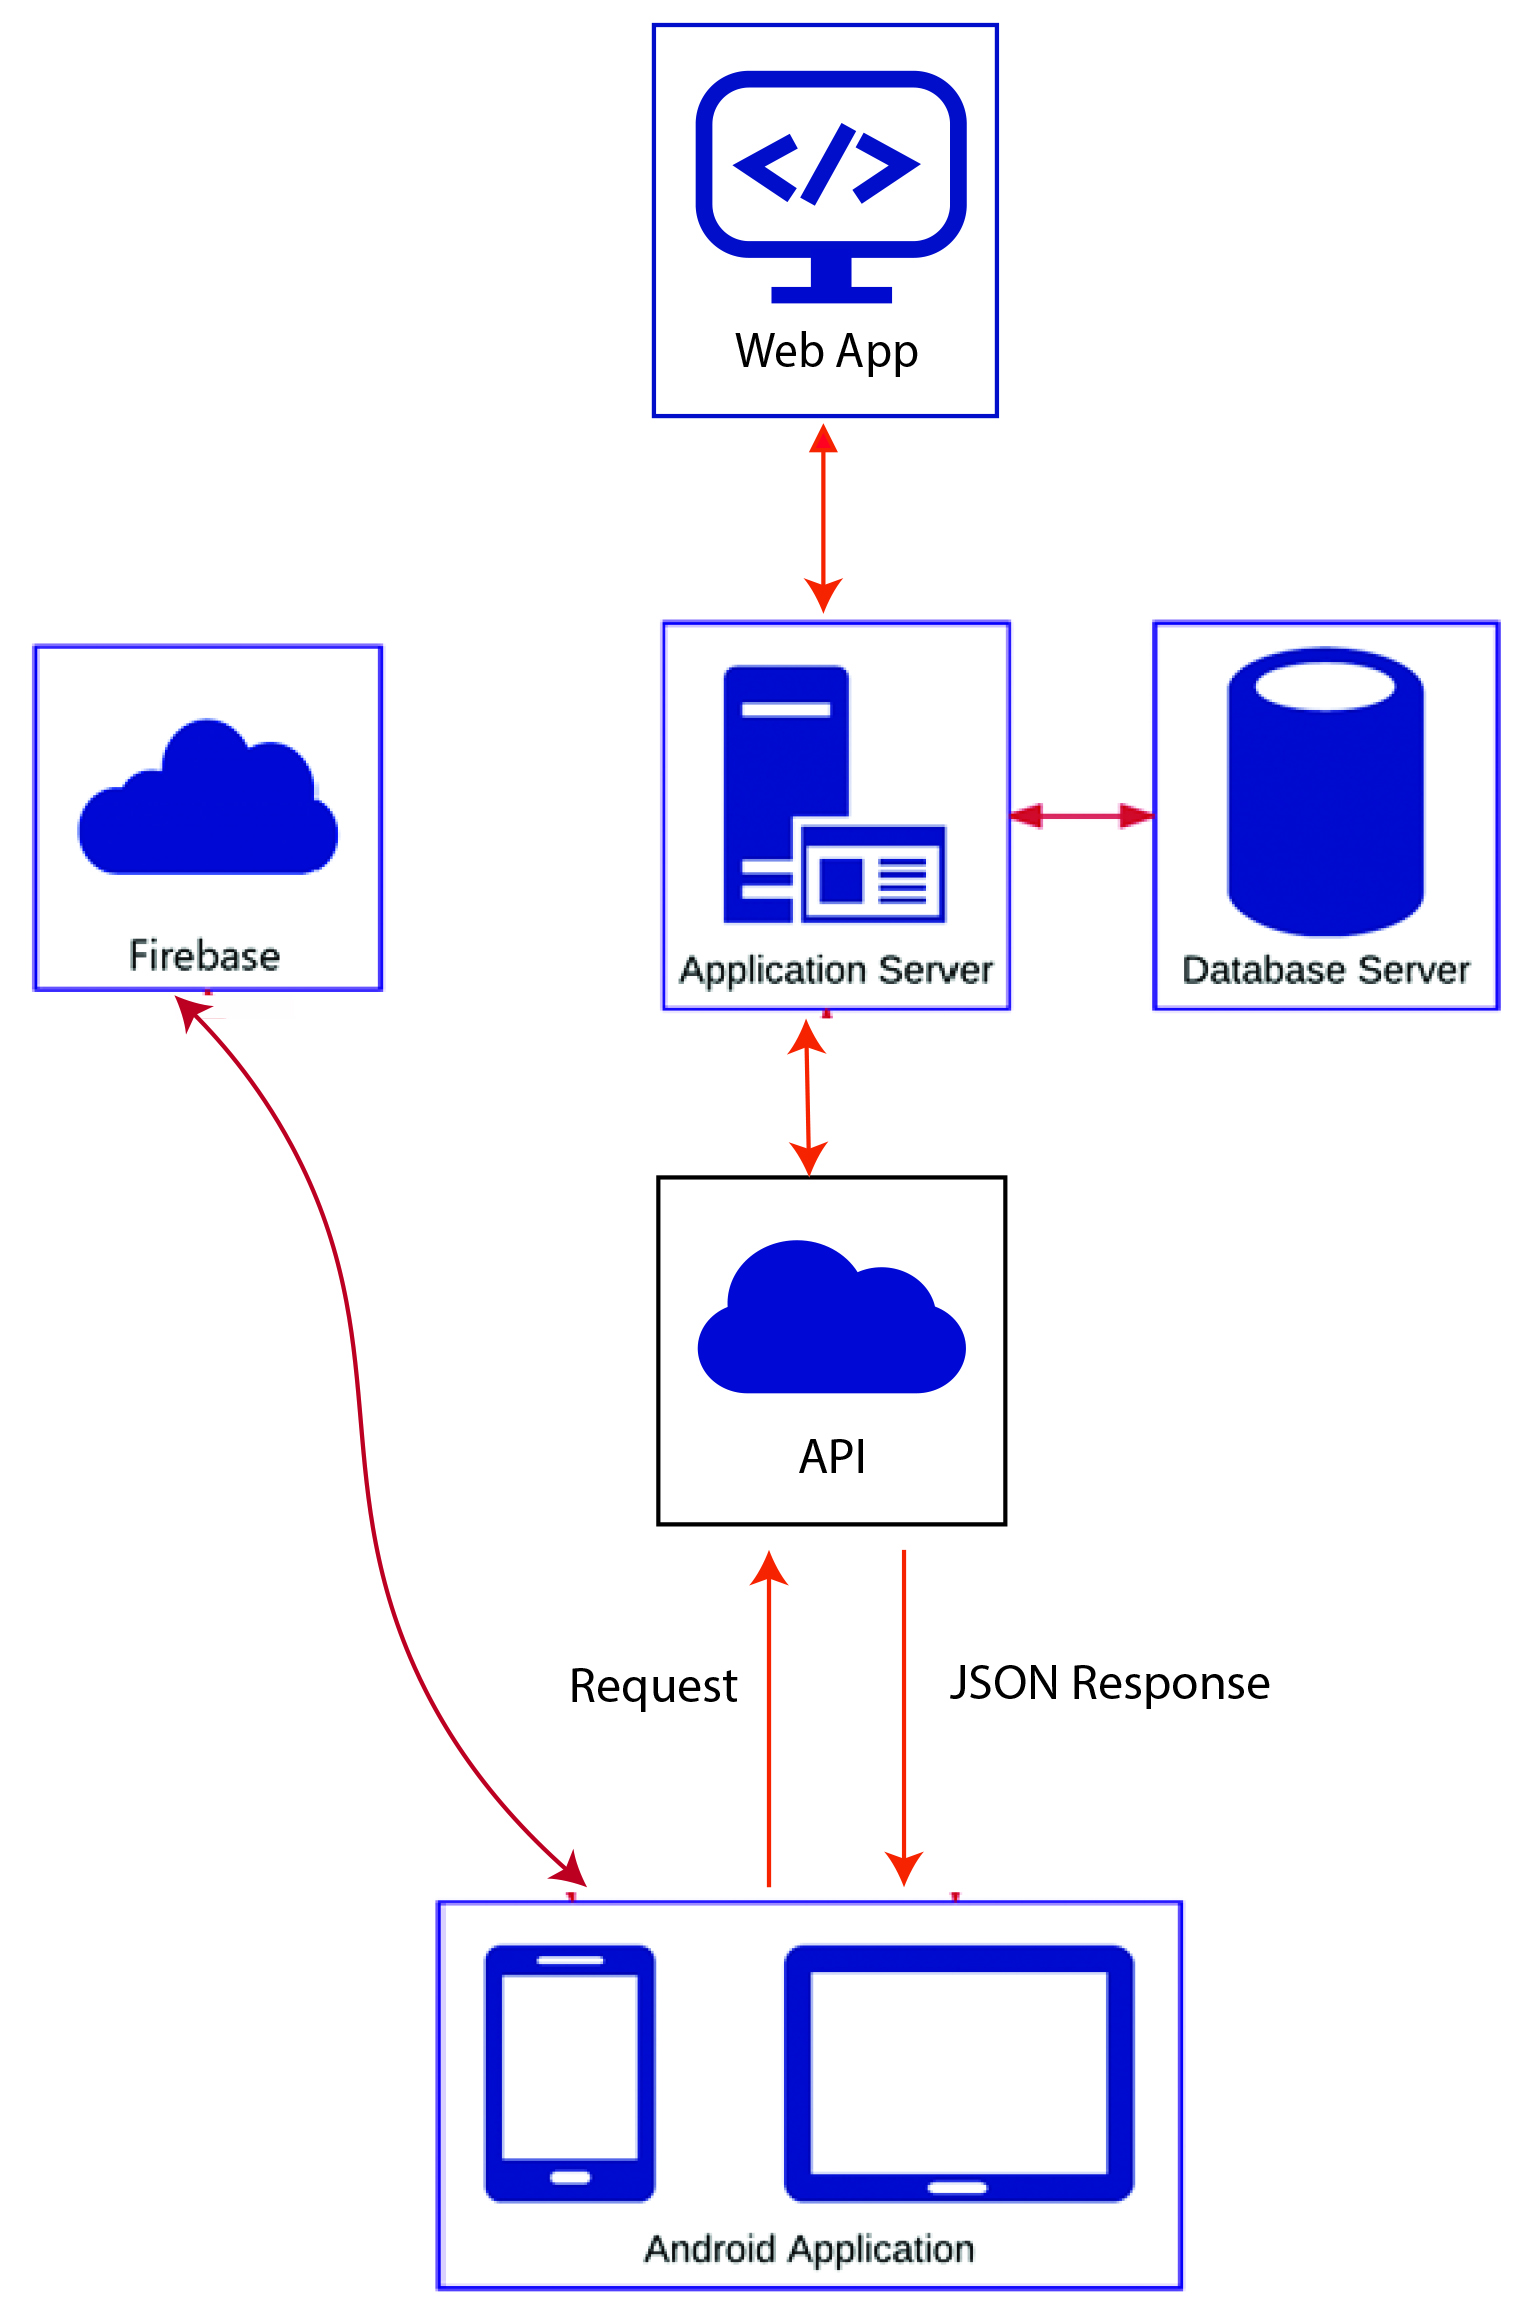 Web App
Firebase
Application Server
Database Server
API
Request
JSON Response
Android Application